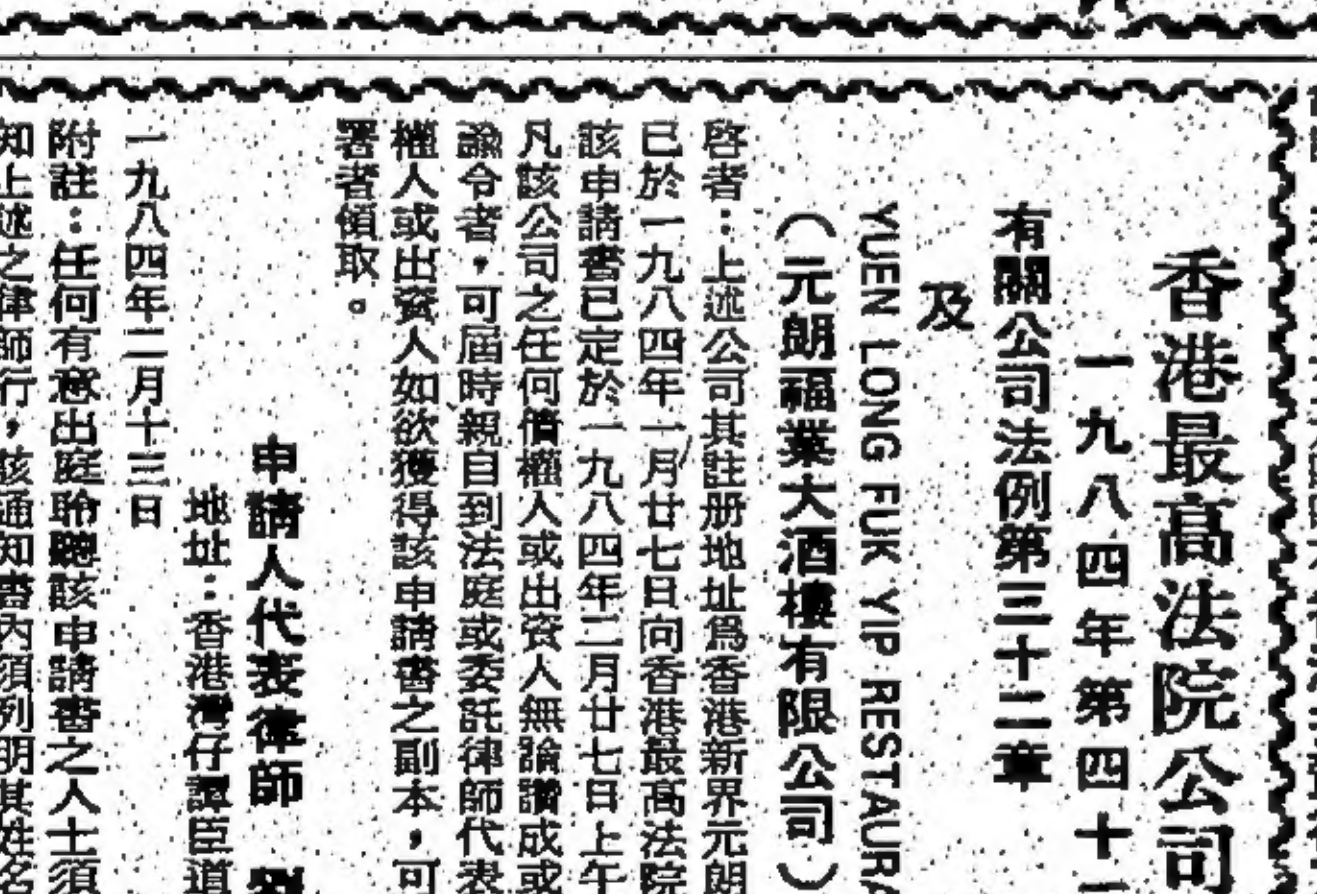 香港最高法院公司
一九八四年第四十二
有關公司法例第三十二章
及
YUEN LONG FUK YIP RESTAURA
（元朗福業大酒樓有限公司）
啓者：上述公司其註册地址爲香港新界元朗
已於一九八四年一月廿七日向香港最高法院
該申請書已定於一九八四年二月廿七日上午
凡該公司之任何債權人或出資人無論讚成或
諭令者，可屆時親自到法庭或委託律師代表
權人或出資人如欲獲得該申請書之副本，可
署者領取。
申請人代表律師 劉
地址：香港灣仔譚臣道
一九八四年二月十三日
附註：任何有意出庭聆聽該申請書之人士須
知上述之律師行，該通知書內須列明其姓名